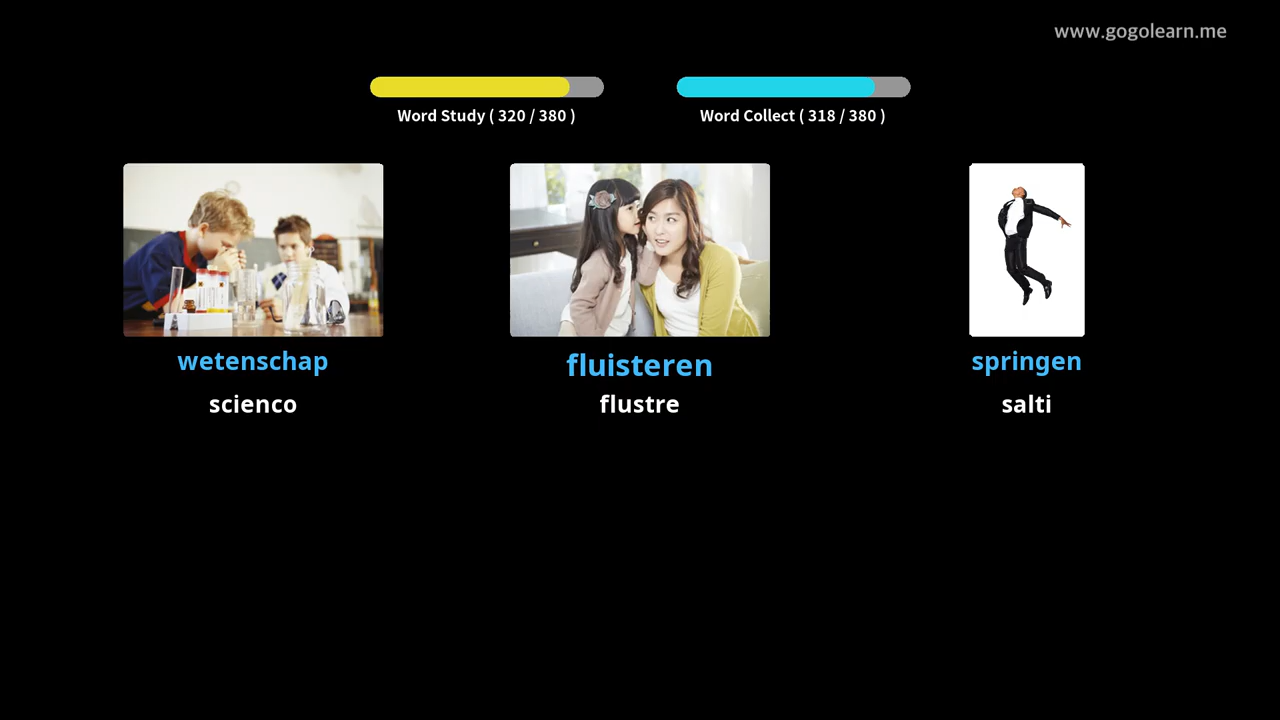 www.gogolearn.me
Word Study ( 320 / 380 )
Word Collect ( 318 / 380 )
wetenschap
scienco
fluisteren
flustre
springen
salti